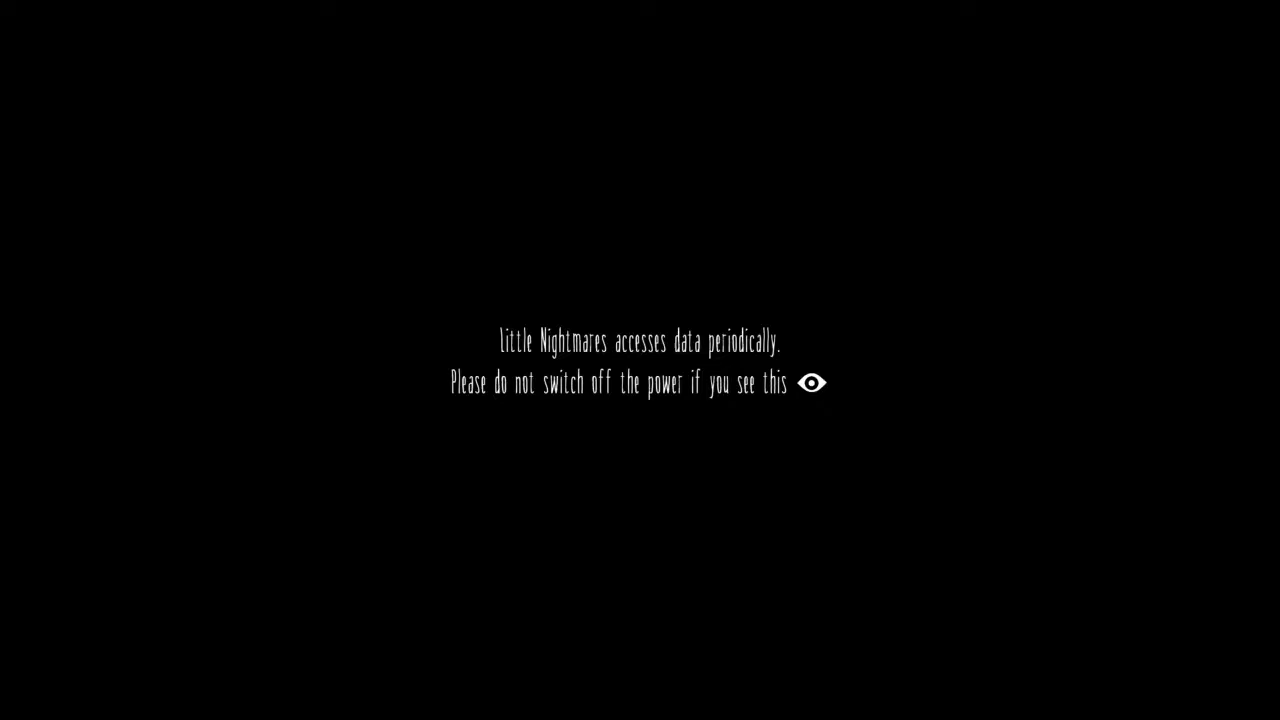 Little Nightmares accesses data periodically.
Please do not switch off the power if you see this